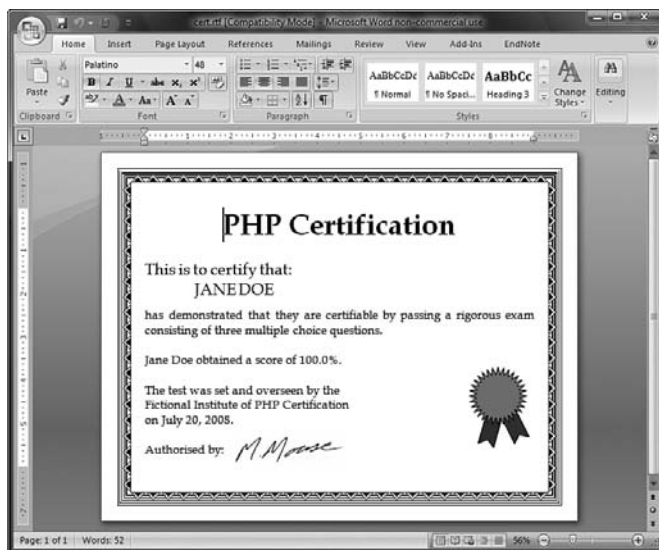 cert.rtf [Compatibility Mode] - Microsoft Word non-commercial use
Home Insert Page Layout References Mailings Review View Add-Ins EndNote
Palatino 48
Paste
B I U abc x₂ x²
Aa A A
AaBbCcDc AaBbCcDc AaBbCc
¶ Normal ¶ No Spaci... Heading 3
Change Styles
Editing
Clipboard Font Paragraph Styles
PHP Certification
This is to certify that:
JANE DOE
has demonstrated that they are certifiable by passing a rigorous exam
consisting of three multiple choice questions.
Jane Doe obtained a score of 100.0%.
The test was set and overseen by the
Fictional Institute of PHP Certification
on July 20, 2008.
Authorised by: M.Mouse
Page: 1 of 1 Words: 52 56%